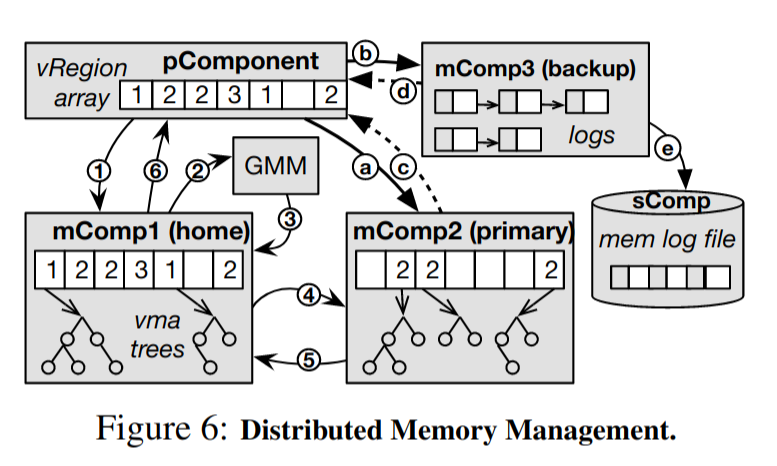 vRegion pComponent
array 1 2 2 3 1 2
b
d
mComp3 (backup)
logs
e
1
6
2
GMM
3
a
c
sComp
mem log file
mComp1 (home)
1 2 2 3 1 2
vma
trees
4
5
mComp2 (primary)
2 2 2
Figure 6: Distributed Memory Management.